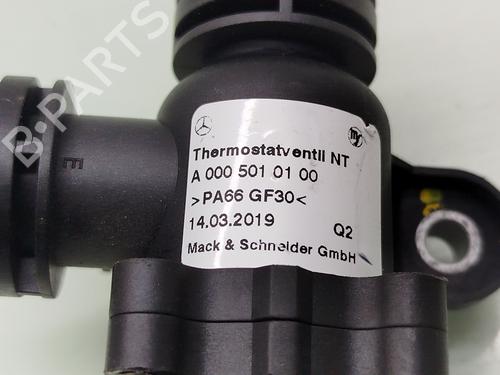 B-PARTS
E
Thermostatventil NT
A 000 501 01 00
>PA66 GF30<
14.03.2019 Q2
Mack & Schneider GmbH